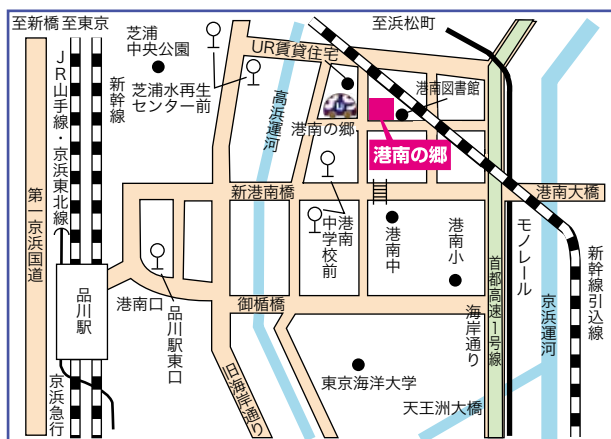 至新橋
至東京
芝浦
中央公園
UR賃貸住宅
至浜松町
JR山手線・京浜東北線
新幹線
芝浦水再生
センター前
高浜運河
U
港南の郷
港南図書館
港南の郷
第一京浜国道
新港南橋
港南大橋
港南
中学校前
港南中
港南小
首都高速1号線
モノレール
新幹線引込線
品川駅
港南口
品川駅東口
御楯橋
海岸通り
京浜運河
旧海岸通り
東京海洋大学
天王洲大橋
京浜急行